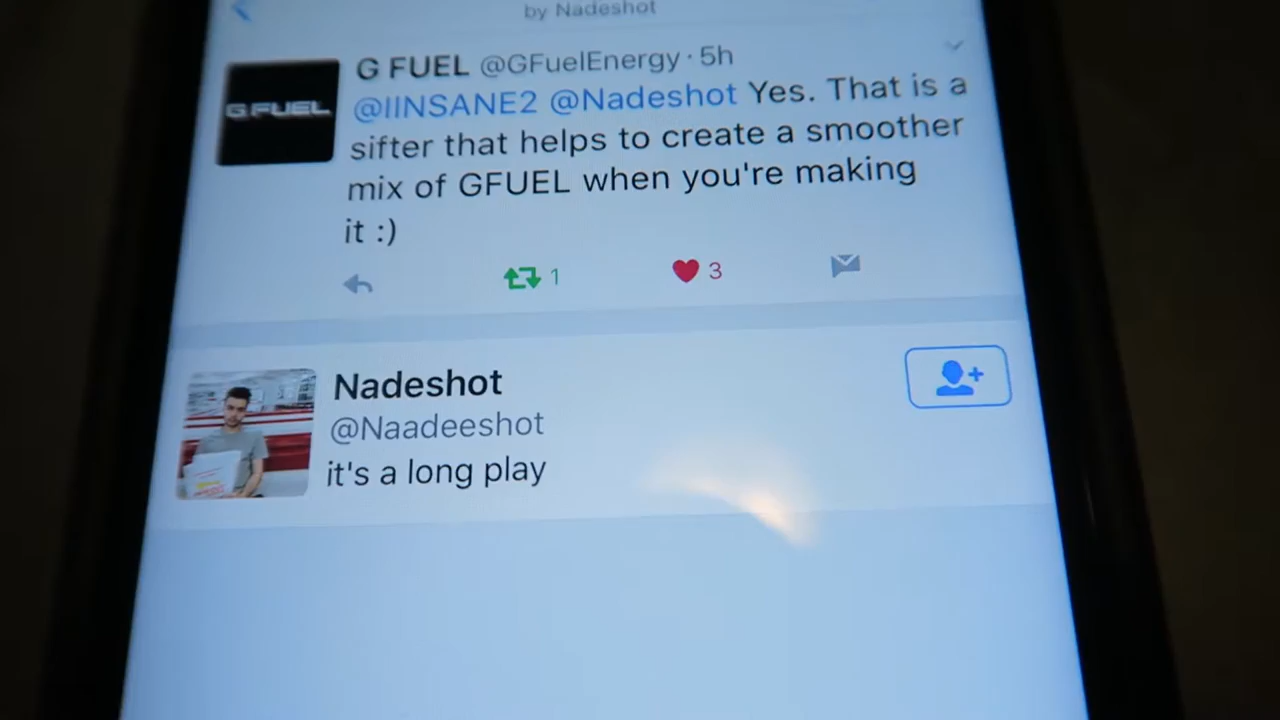 by Nadeshot
G FUEL @GFuelEnergy · 5h
GFUEL
@IINSANE2 @Nadeshot Yes. That is a
sifter that helps to create a smoother
mix of GFUEL when you're making
it :)
1
3
Nadeshot
@Naadeeshot
it's a long play